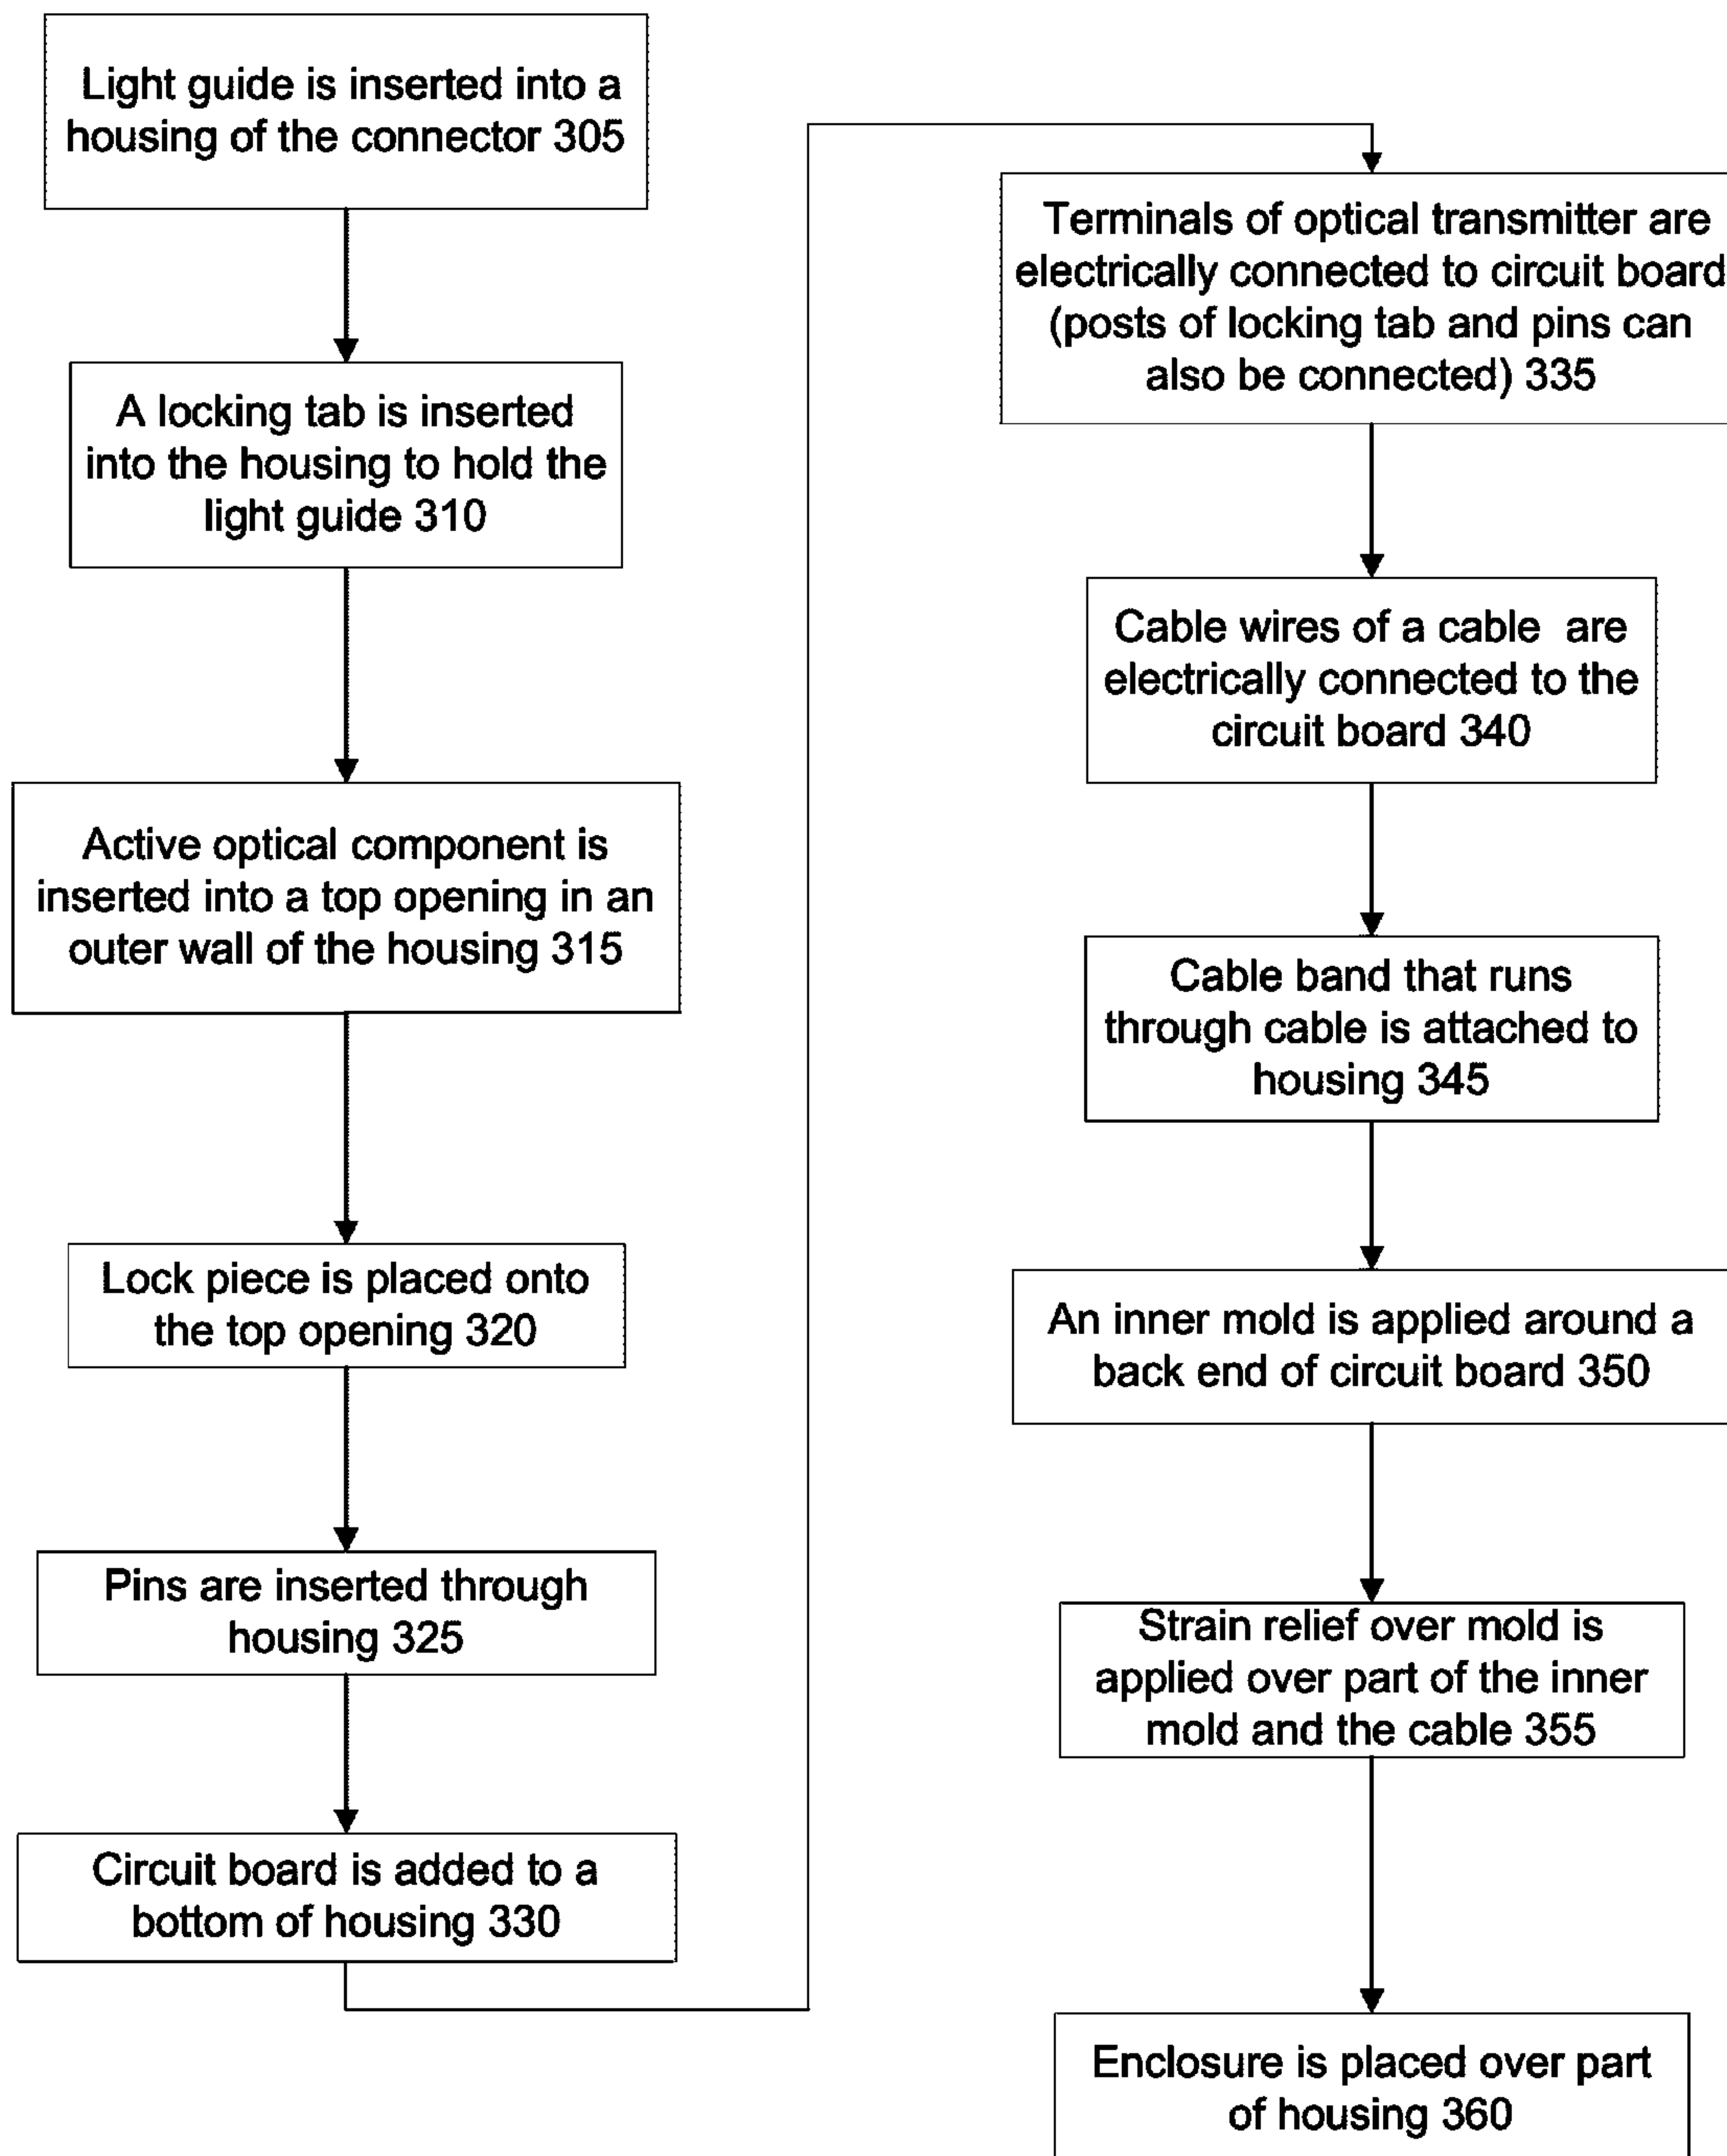 Light guide is inserted into a
housing of the connector 305
A locking tab is inserted
into the housing to hold the
light guide 310
Active optical component is
inserted into a top opening in an
outer wall of the housing 315
Lock piece is placed onto
the top opening 320
Pins are inserted through
housing 325
Circuit board is added to a
bottom of housing 330
Terminals of optical transmitter are
electrically connected to circuit board
(posts of locking tab and pins can
also be connected) 335
Cable wires of a cable are
electrically connected to the
circuit board 340
Cable band that runs
through cable is attached to
housing 345
An inner mold is applied around a
back end of circuit board 350
Strain relief over mold is
applied over part of the inner
mold and the cable 355
Enclosure is placed over part
of housing 360